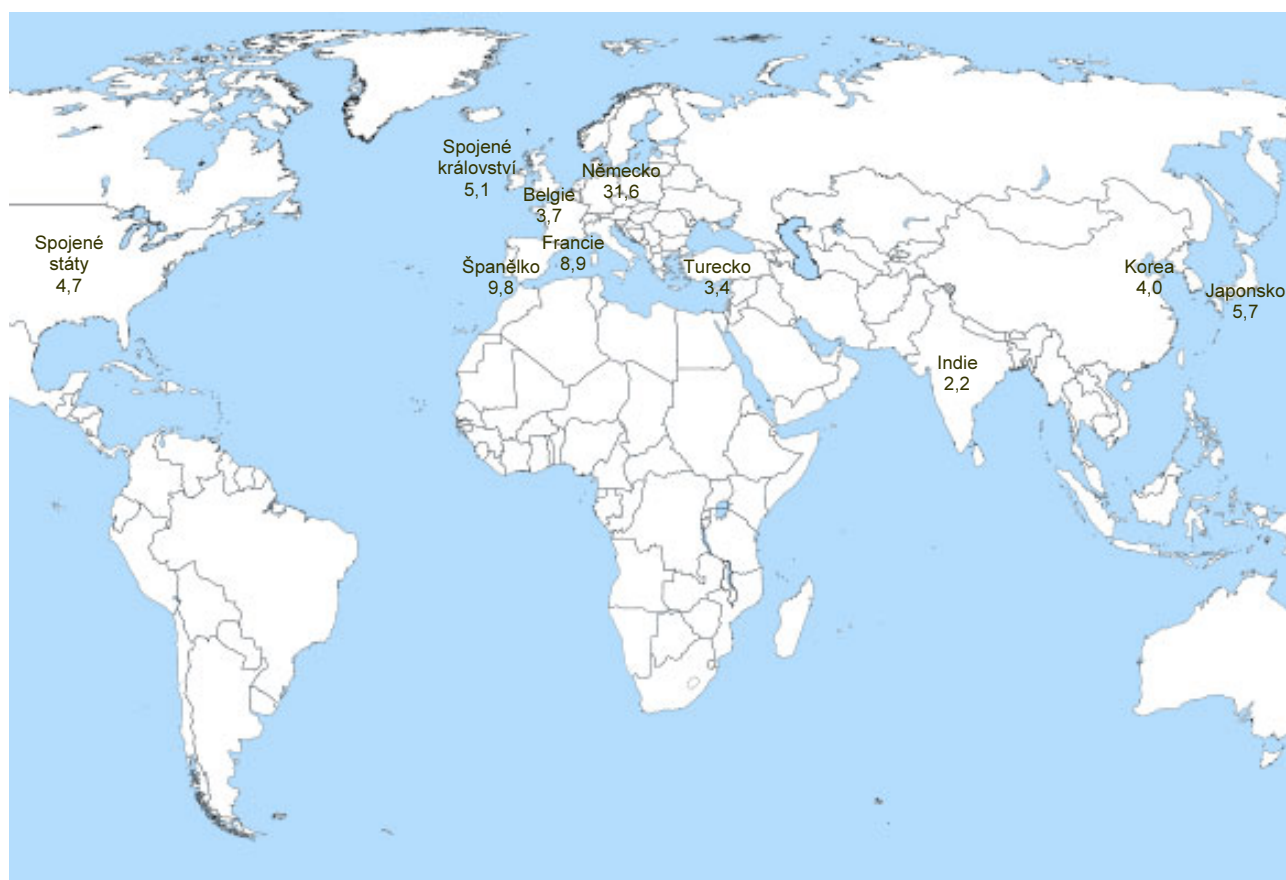 Spojené
království
5,1
Německo
31,6
Belgie
3,7
Spojené
státy
4,7
Francie
8,9
Španělko
9,8
Turecko
3,4
Korea
4,0
Japonsko
5,7
Indie
2,2